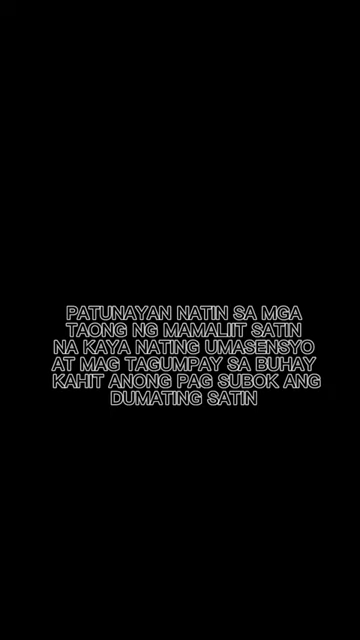 PATUNAYAN NATIN SA MGA
TAONG NG MAMALIIT SATIN
NA KAYA NATING UMASENSYO
AT MAG TAGUMPAY SA BUHAY
KAHIT ANONG PAG SUBOK ANG
DUMATING SATIN